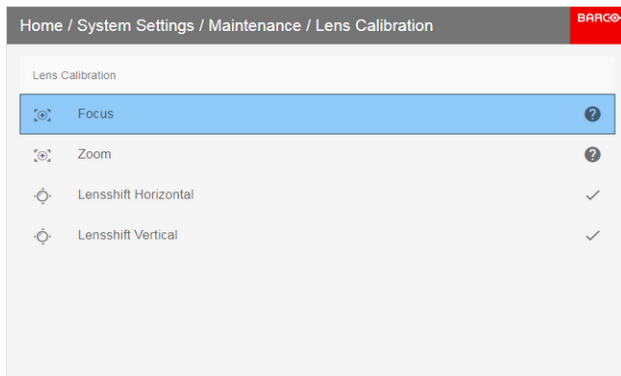 Home / System Settings / Maintenance / Lens Calibration
BARCO
Lens Calibration
Focus
?
Zoom
?
Lensshift Horizontal
Lensshift Vertical